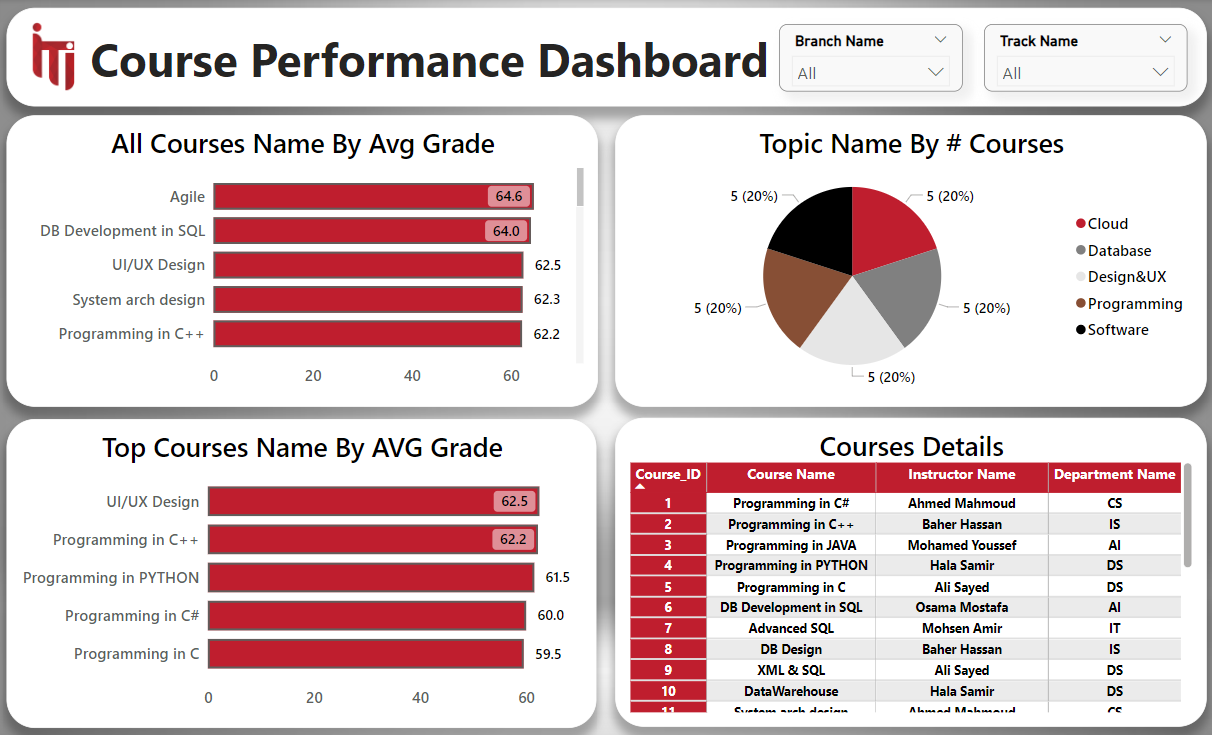 iTi
Course Performance Dashboard
Branch Name
All
Track Name
All
All Courses Name By Avg Grade
Agile 64.6
DB Development in SQL 64.0
UI/UX Design 62.5
System arch design 62.3
Programming in C++ 62.2
0 20 40 60
Topic Name By # Courses
5 (20%) 5 (20%)
5 (20%) 5 (20%)
5 (20%)
Cloud
Database
Design&UX
Programming
Software
Top Courses Name By AVG Grade
UI/UX Design 62.5
Programming in C++ 62.2
Programming in PYTHON 61.5
Programming in C# 60.0
Programming in C 59.5
0 20 40 60
Courses Details
Course_ID Course Name Instructor Name Department Name
1 Programming in C# Ahmed Mahmoud CS
2 Programming in C++ Baher Hassan IS
3 Programming in JAVA Mohamed Youssef AI
4 Programming in PYTHON Hala Samir DS
5 Programming in C Ali Sayed DS
6 DB Development in SQL Osama Mostafa AI
7 Advanced SQL Mohsen Amir IT
8 DB Design Baher Hassan IS
9 XML & SQL Ali Sayed DS
10 DataWarehouse Hala Samir DS
11 System arch design Ahmed Mahmoud CS